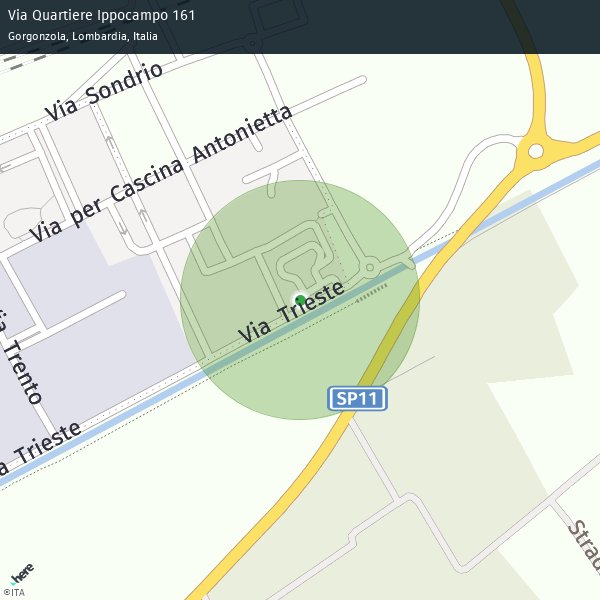 Via Quartiere Ippocampo 161
Gorgonzola, Lombardia, Italia
Via Sondrio
Via per Cascina Antonietta
Via Trieste
Trento
SP11
Trieste
here
©ITA